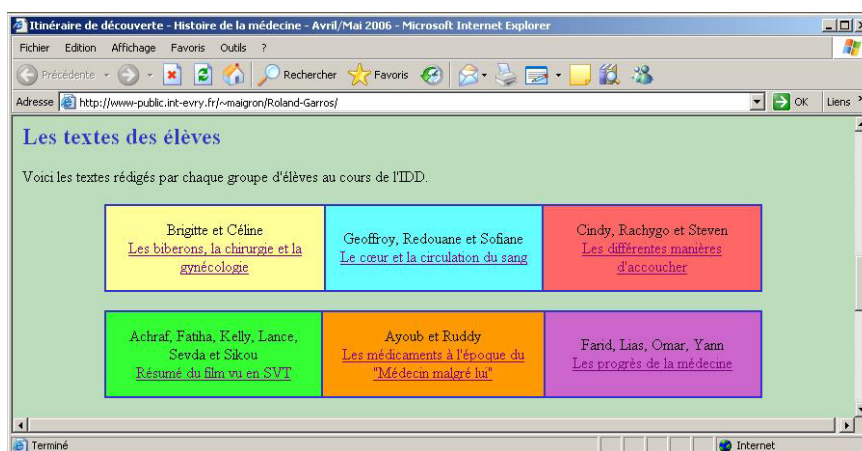 Itinéraire de découverte - Histoire de la médecine - Avril/Mai 2006 - Microsoft Internet Explorer
Fichier Edition Affichage Favoris Outils ?
Précédente Rechercher Favoris
Adresse http://www-public.int-evry.fr/~maigron/Roland-Garros/ OK Liens
Les textes des élèves
Voici les textes rédigés par chaque groupe d'élèves au cours de l'IDD.
Brigitte et Céline
Les biberons, la chirurgie et la
gynécologie
Geoffroy, Redouane et Sofiane
Le cœur et la circulation du sang
Cindy, Rachygo et Steven
Les différentes manières
d'accoucher
Achraf, Fatiha, Kelly, Lance,
Sevda et Sikou
Résumé du film vu en SVT
Ayoub et Ruddy
Les médicaments à l'époque du
"Médecin malgré lui"
Farid, Lias, Omar, Yann
Les progrès de la médecine
Terminé Internet